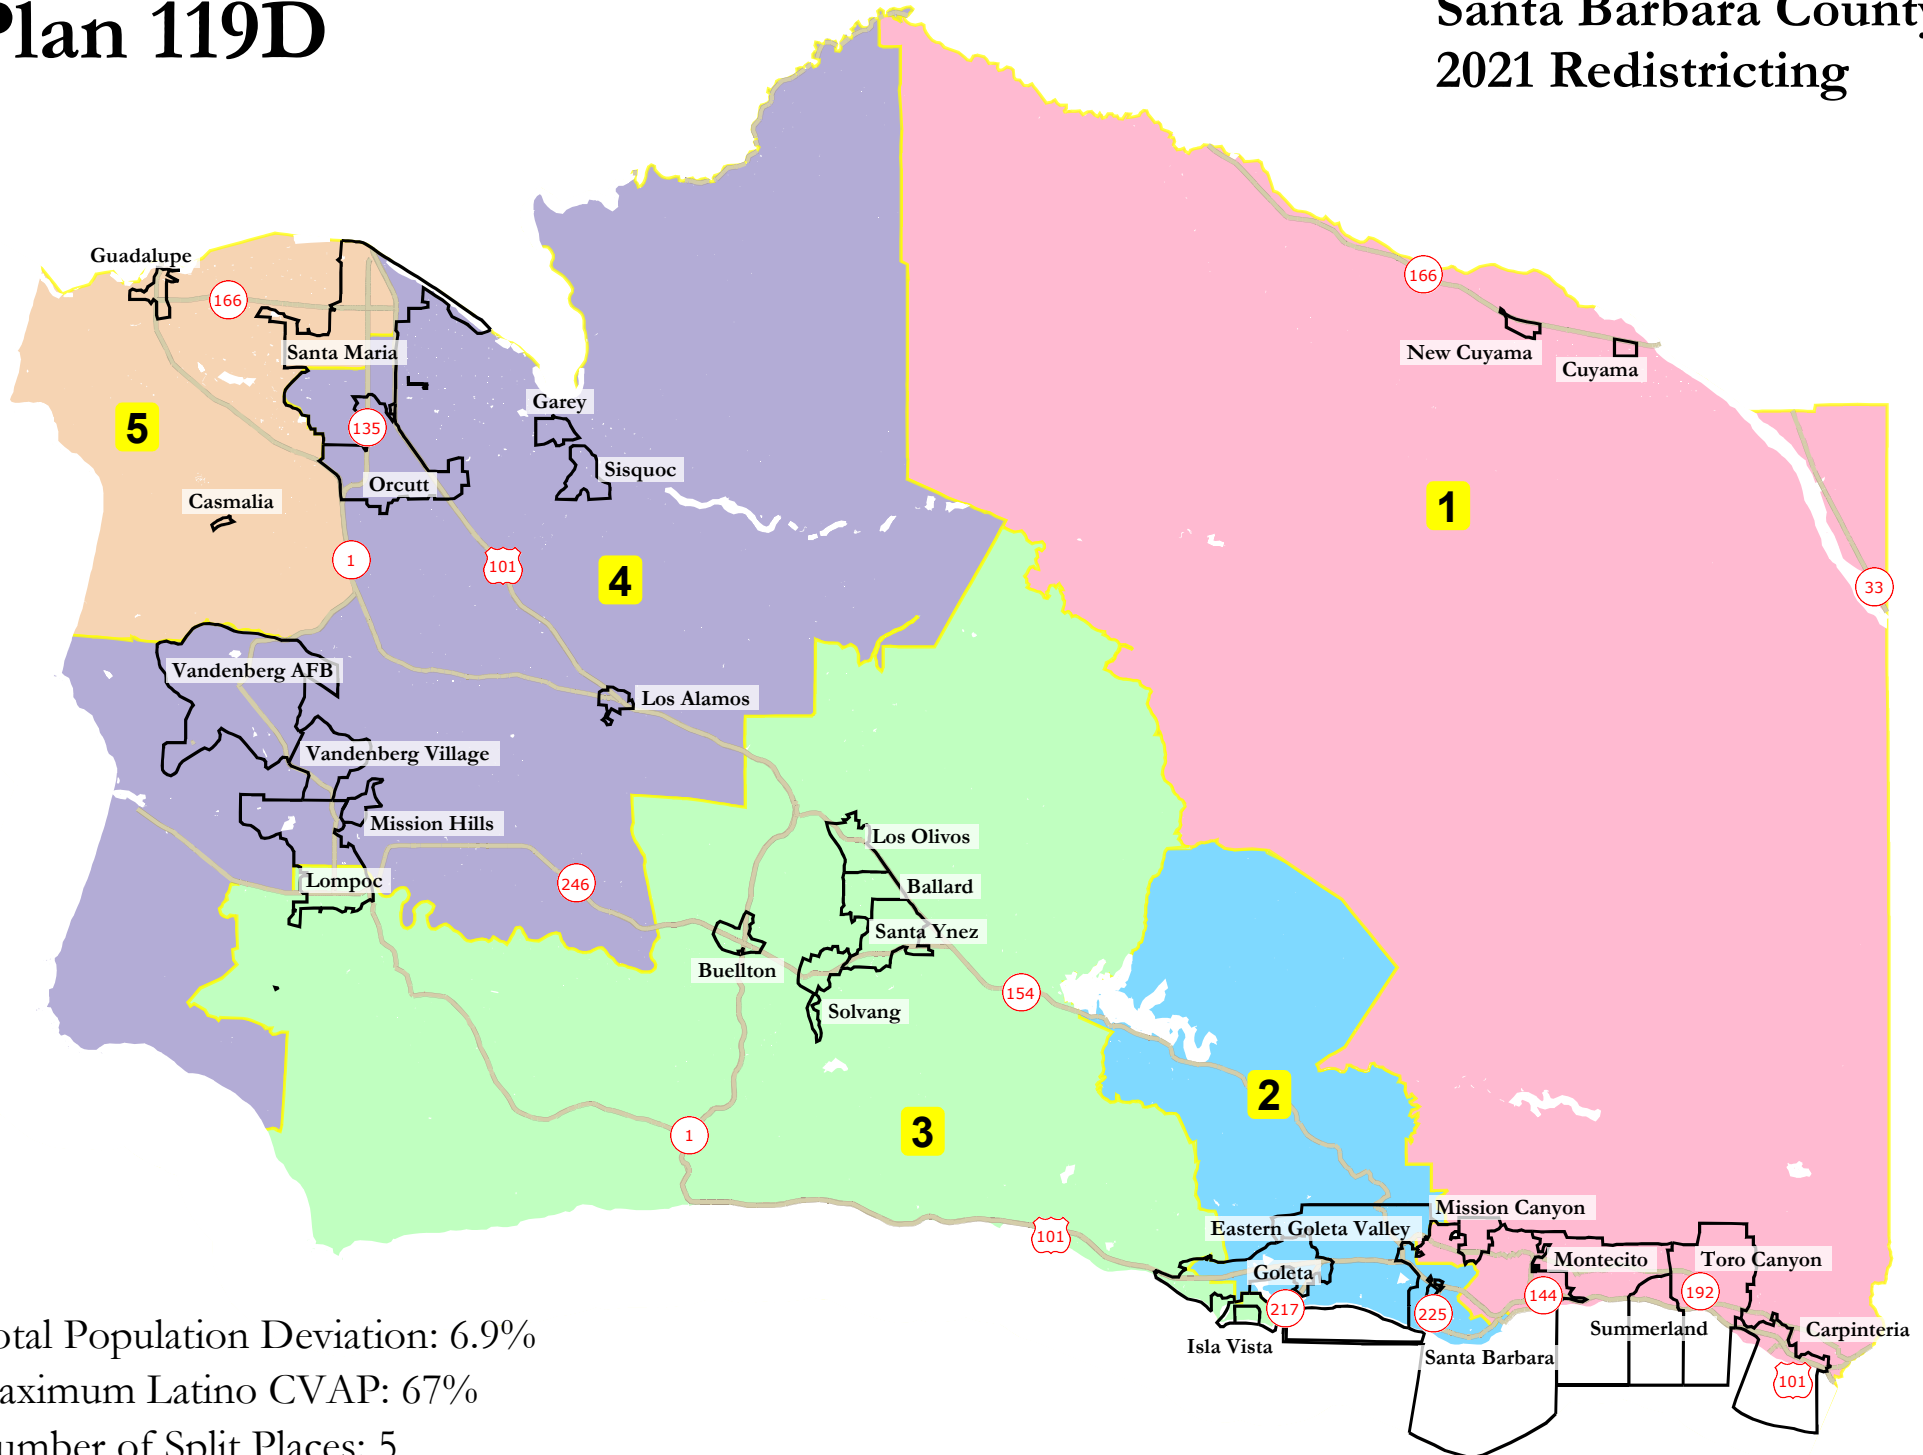 Plan 119D
Santa Barbara County
2021 Redistricting
Guadalupe
166
166
Santa Maria
New Cuyama
Cuyama
Garey
5
135
Sisquoc
Orcutt
Casmalia
1
1
101
4
33
Vandenberg AFB
Los Alamos
Vandenberg Village
Mission Hills
Los Olivos
Lompoc
246
Ballard
Santa Ynez
Buellton
154
Solvang
2
3
1
Mission Canyon
Eastern Goleta Valley
101
Montecito
Toro Canyon
Goleta
192
144
217
225
Summerland
Carpinteria
Isla Vista
Santa Barbara
101
Total Population Deviation: 6.9%
Maximum Latino CVAP: 67%
Number of Split Places: 5